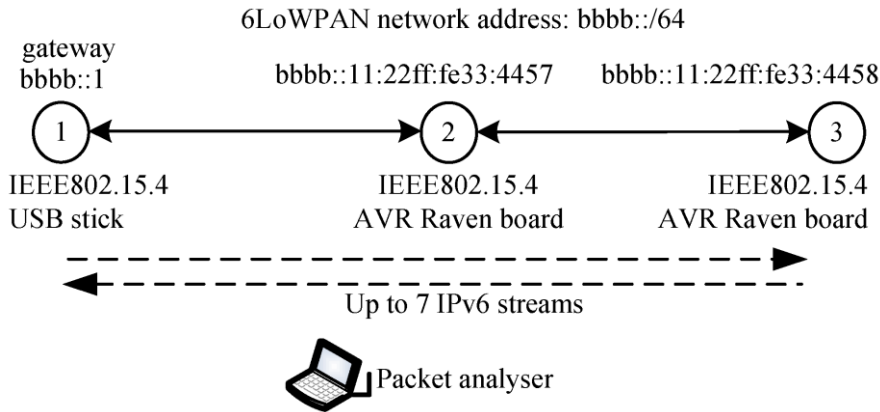 6LoWPAN network address: bbbb::/64
gateway
bbbb::1
bbbb::11:22ff:fe33:4457
bbbb::11:22ff:fe33:4458
1
2
3
IEEE802.15.4
USB stick
IEEE802.15.4
AVR Raven board
IEEE802.15.4
AVR Raven board
Up to 7 IPv6 streams
Packet analyser